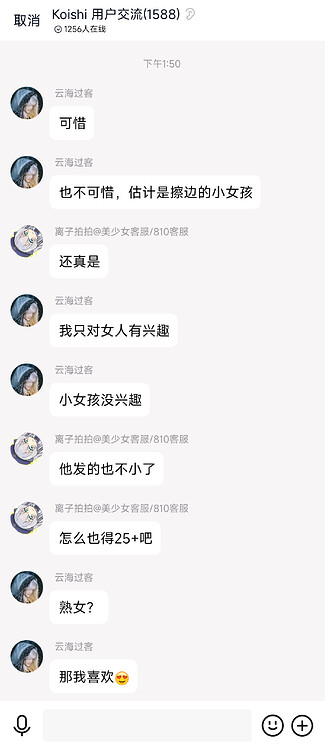 取消
Koishi 用户交流(1588)
1256人在线
下午1:50
云海过客
可惜
云海过客
也不可惜，估计是擦边的小女孩
离子拍拍@美少女客服/810客服
还真是
云海过客
我只对女人有兴趣
云海过客
小女孩没兴趣
离子拍拍@美少女客服/810客服
他发的也不小了
离子拍拍@美少女客服/810客服
怎么也得25+吧
云海过客
熟女？
云海过客
那我喜欢😍